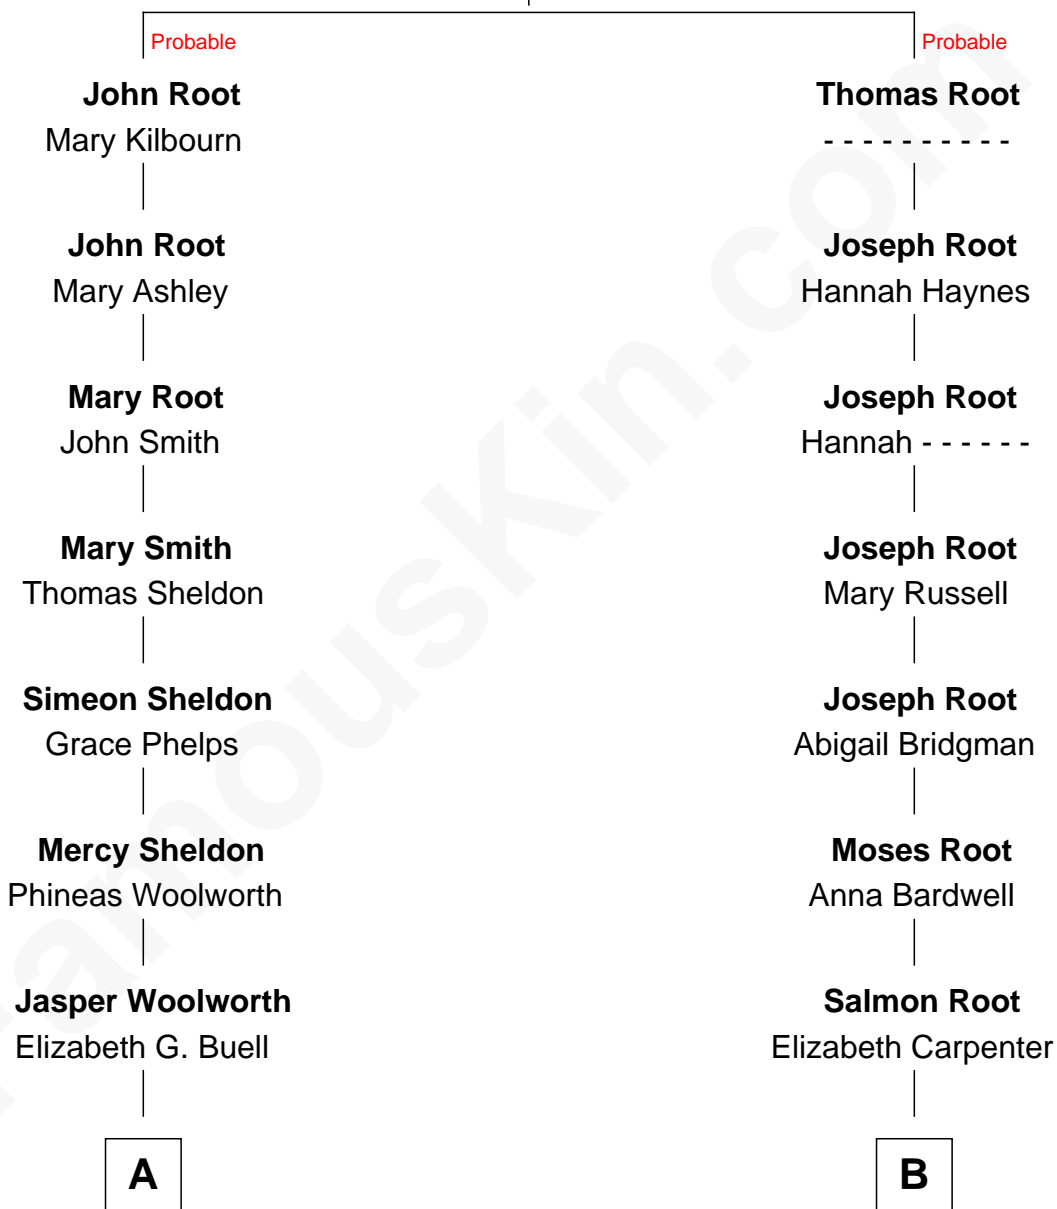 Probable
John Root
Mary Kilbourn
John Root
Mary Ashley
Mary Root
John Smith
Mary Smith
Thomas Sheldon
Simeon Sheldon
Grace Phelps
Mercy Sheldon
Phineas Woolworth
Jasper Woolworth
Elizabeth G. Buell
A
Probable
Thomas Root
- - - - - - - - - -
Joseph Root
Hannah Haynes
Joseph Root
Hannah - - - - - -
Joseph Root
Mary Russell
Joseph Root
Abigail Bridgman
Moses Root
Anna Bardwell
Salmon Root
Elizabeth Carpenter
B
FamousKin.com